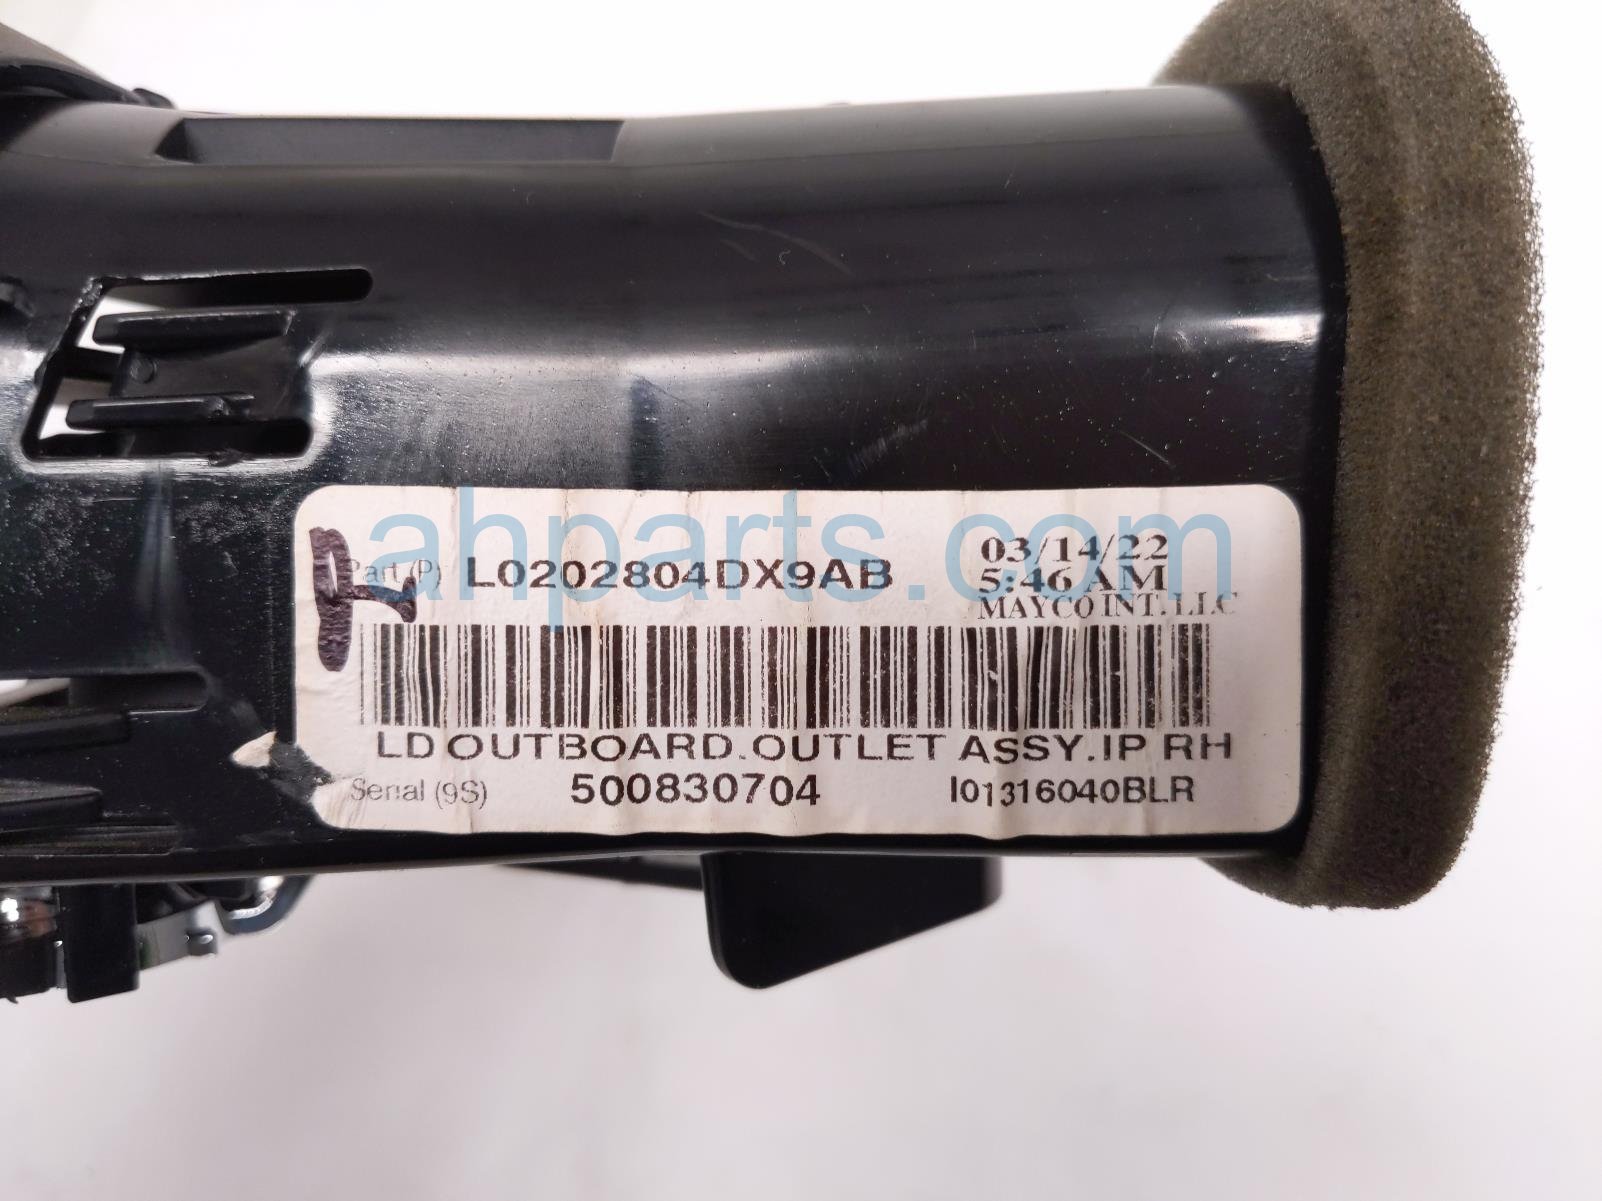 ahparts.com
Part (P) L0202804DX9AB
03/14/22
5:46 AM
MAYCO INT. LLC
LD OUTBOARD.OUTLET ASSY.IP RH
Serial (9S) 500830704 I01316040BLR